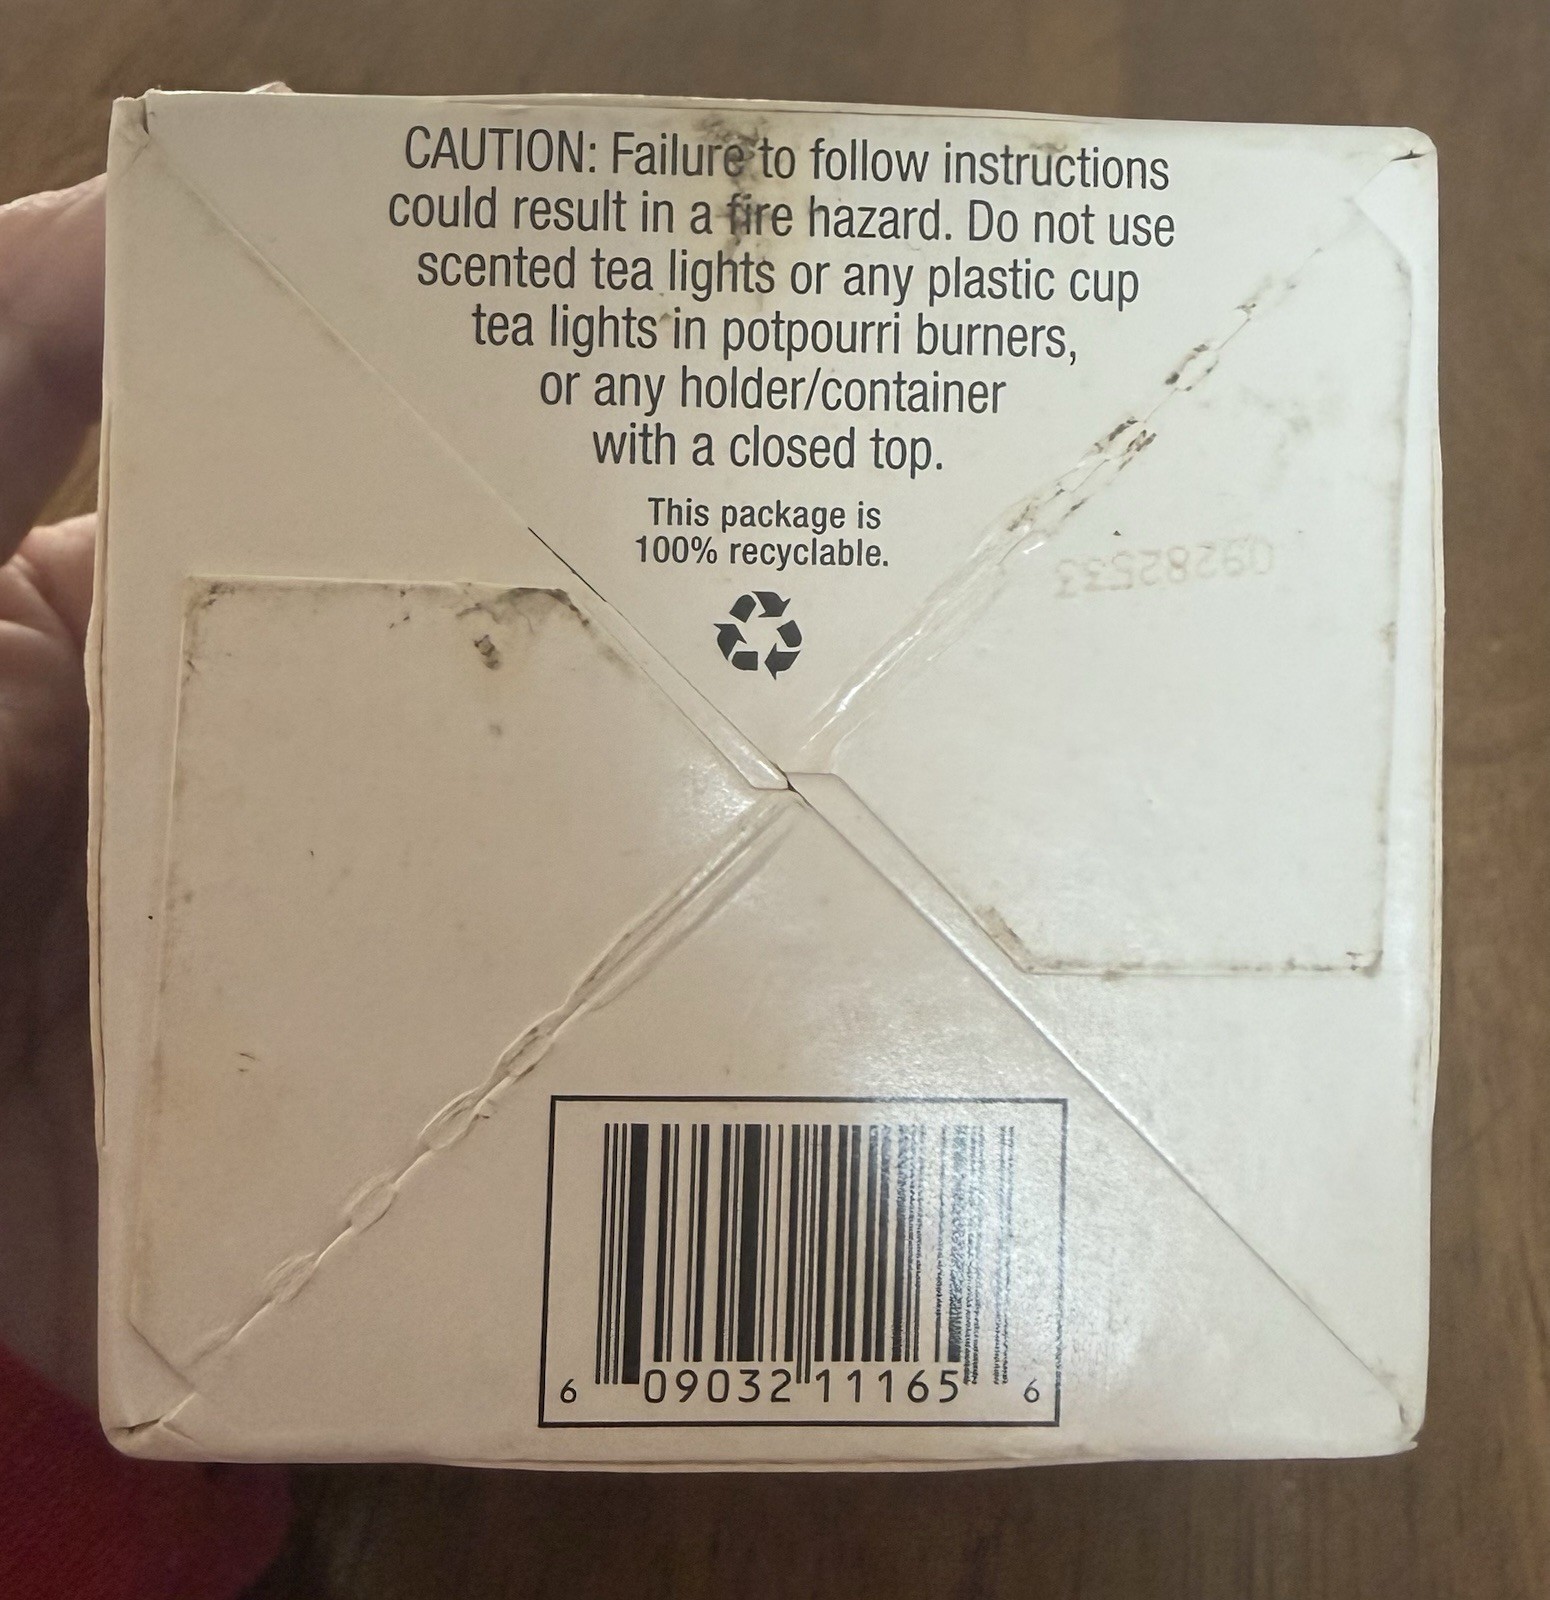 CAUTION: Failure to follow instructions
could result in a fire hazard. Do not use
scented tea lights or any plastic cup
tea lights in potpourri burners,
or any holder/container
with a closed top.
This package is
100% recyclable.
09282533
6 09032 11165 6